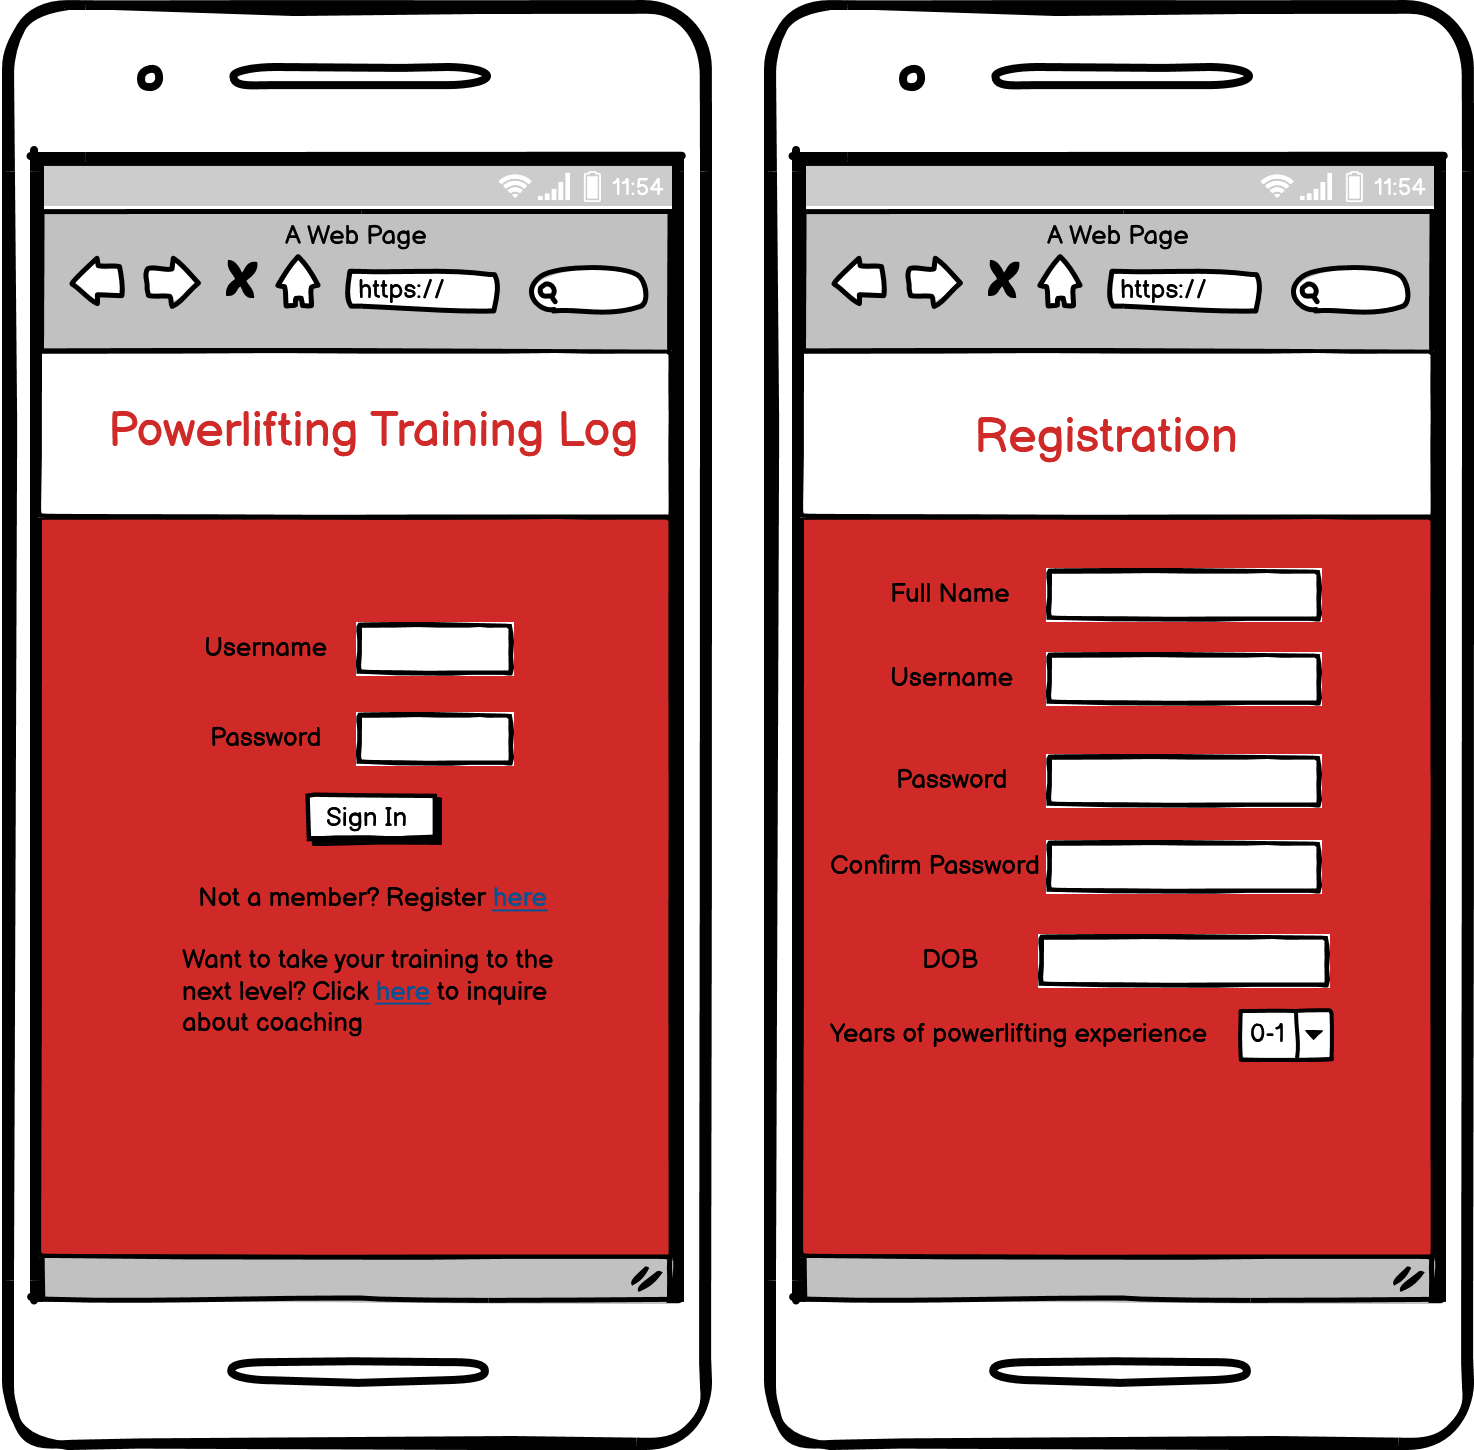 11:54
A Web Page
https://
Powerlifting Training Log
Username
Password
Sign In
Not a member? Register here
Want to take your training to the
next level? Click here to inquire
about coaching
11:54
A Web Page
https://
Registration
Full Name
Username
Password
Confirm Password
DOB
Years of powerlifting experience 0-1